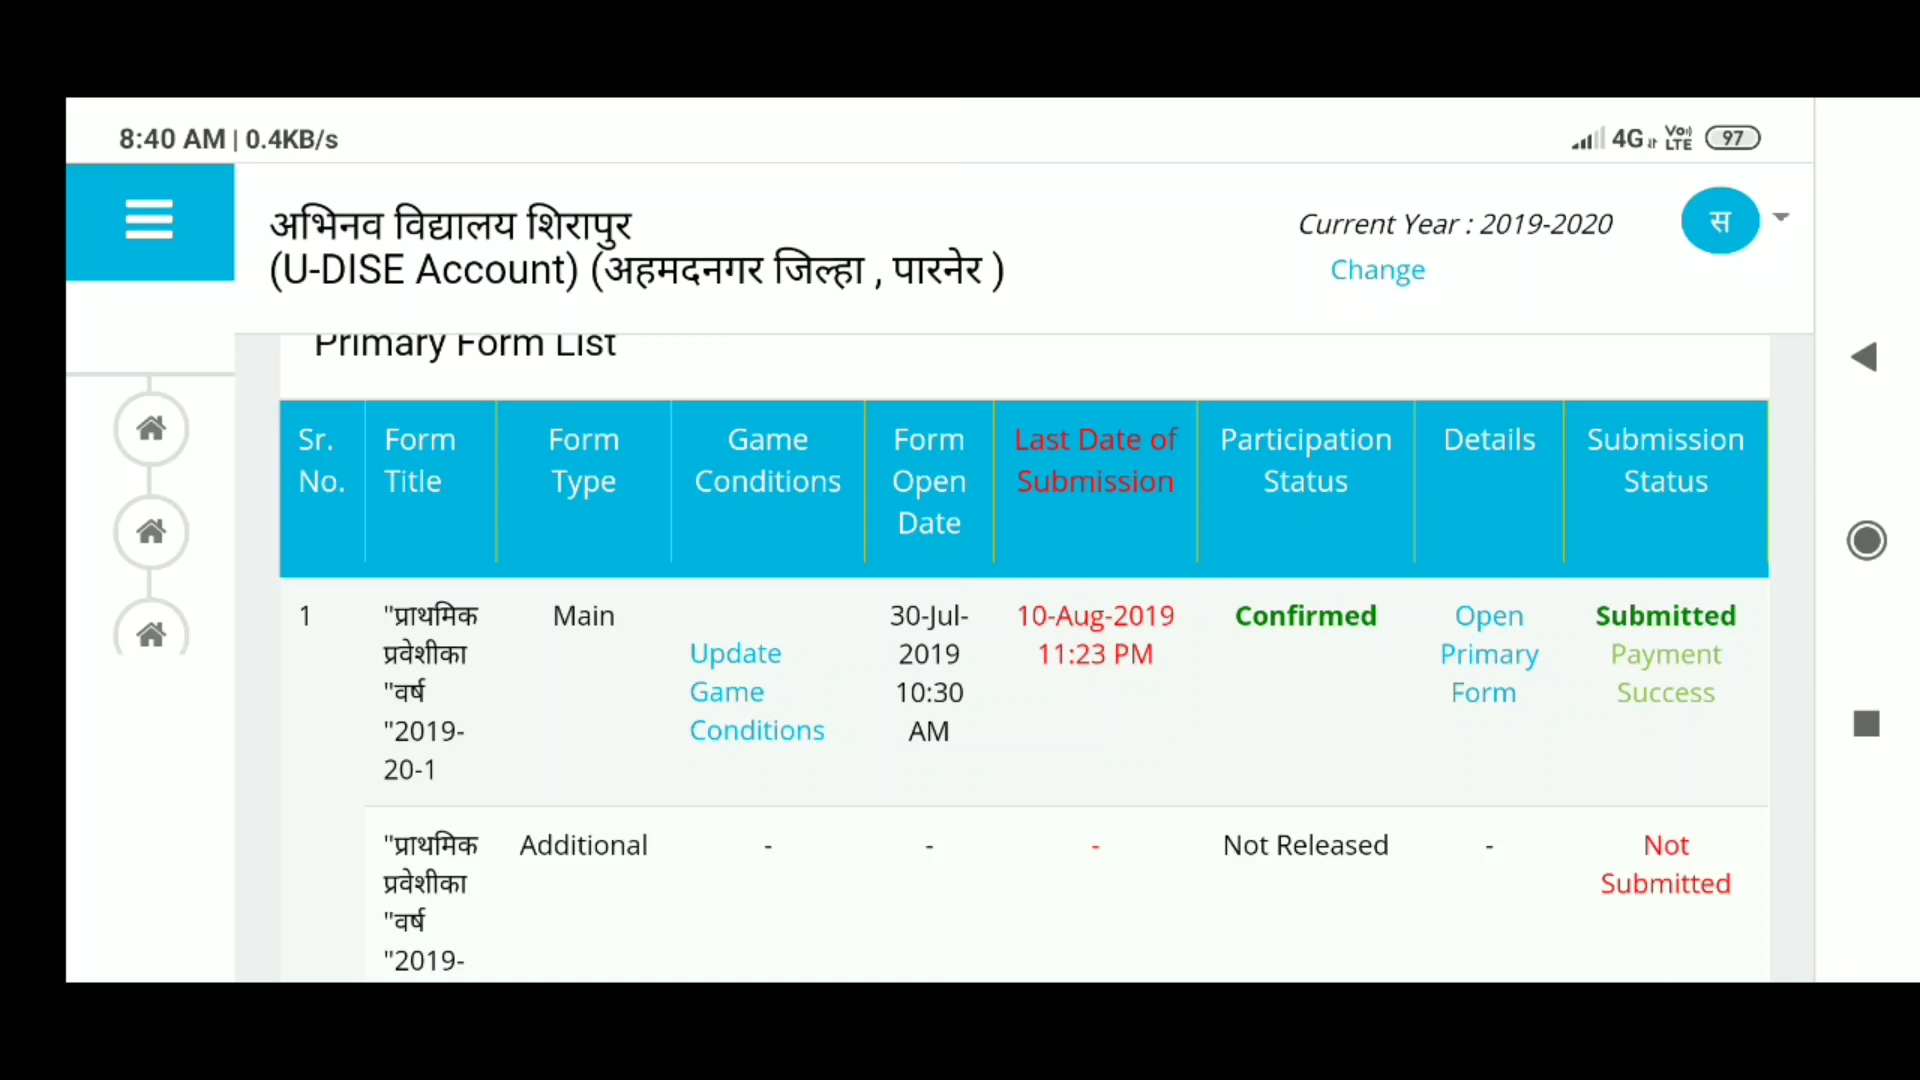 8:40 AM | 0.4KB/s
4G VoLTE 97
अभिनव विद्यालय शिरापुर
(U-DISE Account) (अहमदनगर जिल्हा , पारनेर )
Current Year : 2019-2020
Change
स
Primary Form List
Sr. No.
Form Title
Form Type
Game Conditions
Form Open Date
Last Date of Submission
Participation Status
Details
Submission Status
1
"प्राथमिक
प्रवेशीका
"वर्ष
"2019-
20-1
Main
Update
Game
Conditions
30-Jul-
2019
10:30
AM
10-Aug-2019
11:23 PM
Confirmed
Open
Primary
Form
Submitted
Payment
Success
"प्राथमिक
प्रवेशीका
"वर्ष
"2019-
Additional
-
-
-
Not Released
-
Not
Submitted